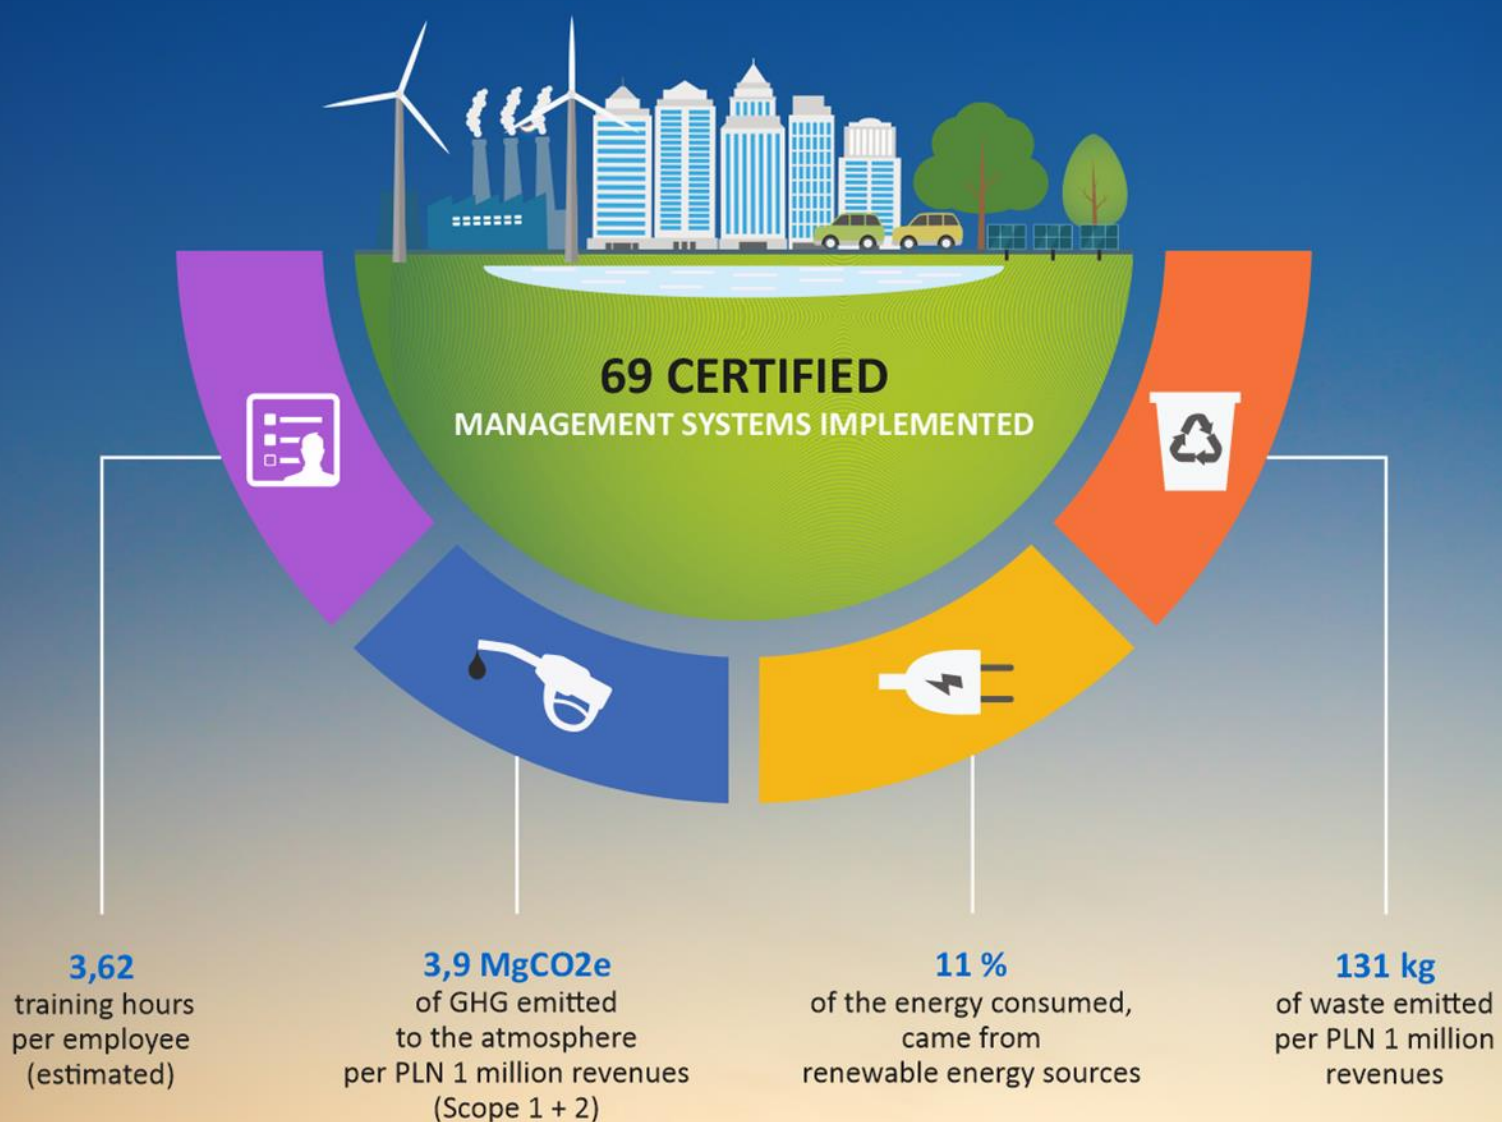 69 CERTIFIED
MANAGEMENT SYSTEMS IMPLEMENTED
3,62
training hours
per employee
(estimated)
3,9 MgCO2e
of GHG emitted
to the atmosphere
per PLN 1 million revenues
(Scope 1 + 2)
11 %
of the energy consumed,
came from
renewable energy sources
131 kg
of waste emitted
per PLN 1 million
revenues